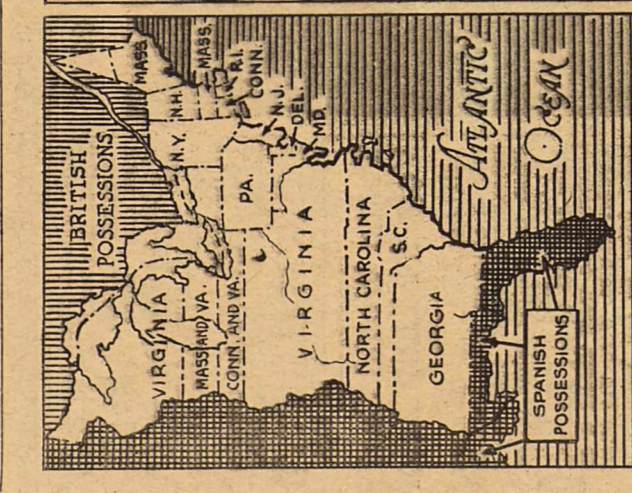 MASS.
MASS.
N.H.
R.I.
CONN.
N.Y.
N.J.
DEL.
MD.
PA.
BRITISH
POSSESSIONS
ATLANTIC
OCEAN
VIRGINIA
MASS. AND VA.
CONN. AND VA.
VIRGINIA
NORTH CAROLINA
S.C.
GEORGIA
SPANISH
POSSESSIONS